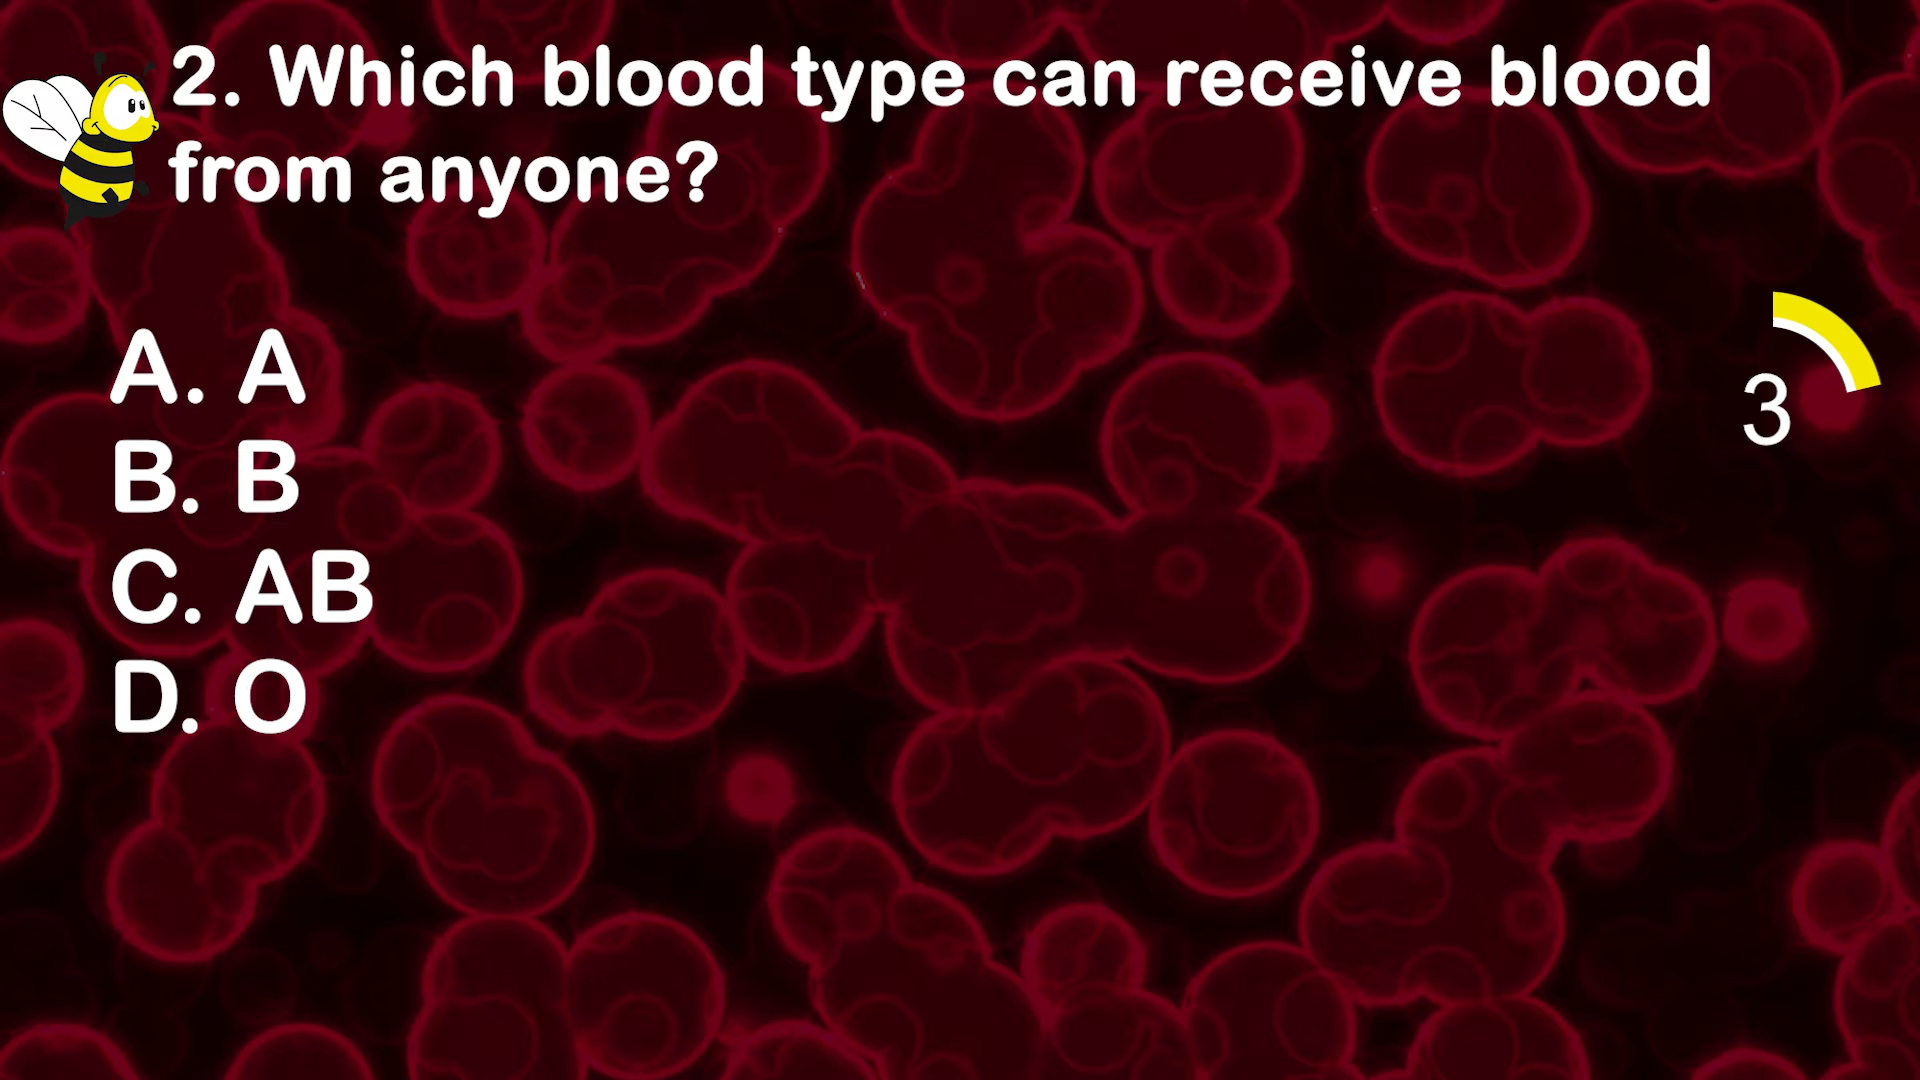 2. Which blood type can receive blood
from anyone?
A. A
B. B
C. AB
D. O
3